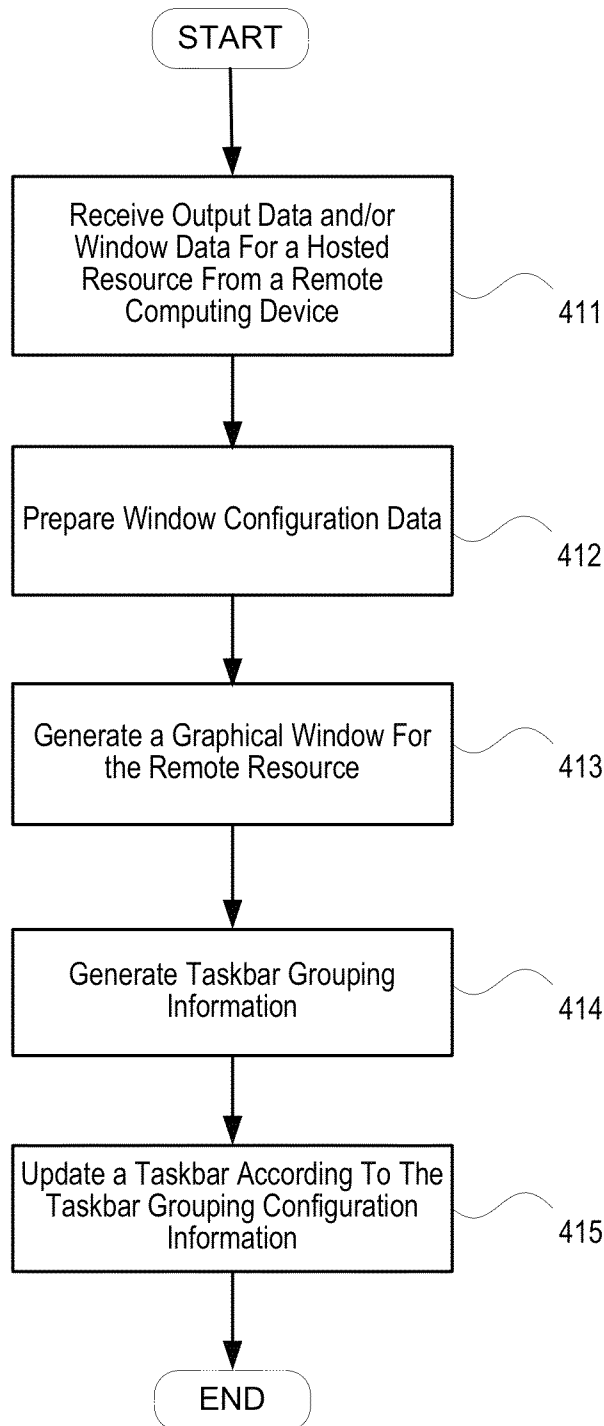 START
Receive Output Data and/or
Window Data For a Hosted
Resource From a Remote
Computing Device
411
Prepare Window Configuration Data
412
Generate a Graphical Window For
the Remote Resource
413
Generate Taskbar Grouping
Information
414
Update a Taskbar According To The
Taskbar Grouping Configuration
Information
415
END